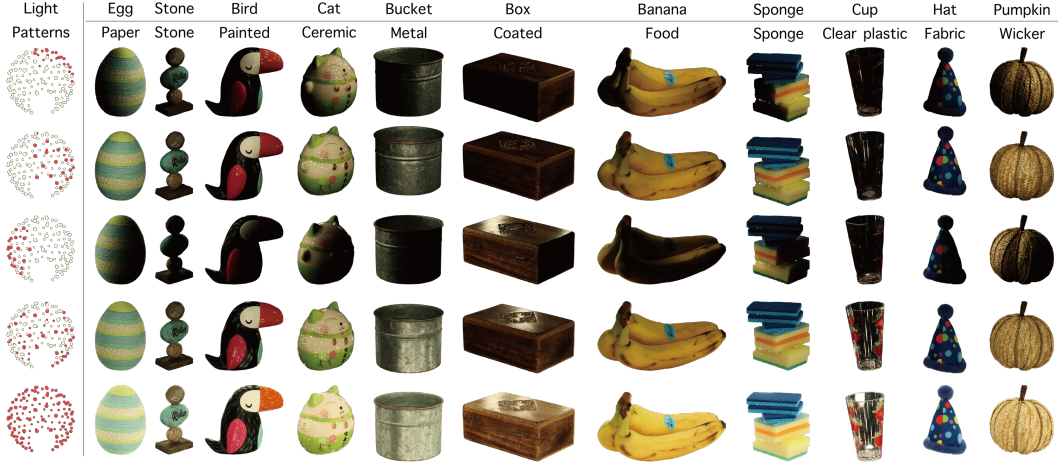 Light Egg Stone Bird Cat Bucket Box Banana Sponge Cup Hat Pumpkin
Patterns Paper Stone Painted Ceremic Metal Coated Food Sponge Clear plastic Fabric Wicker